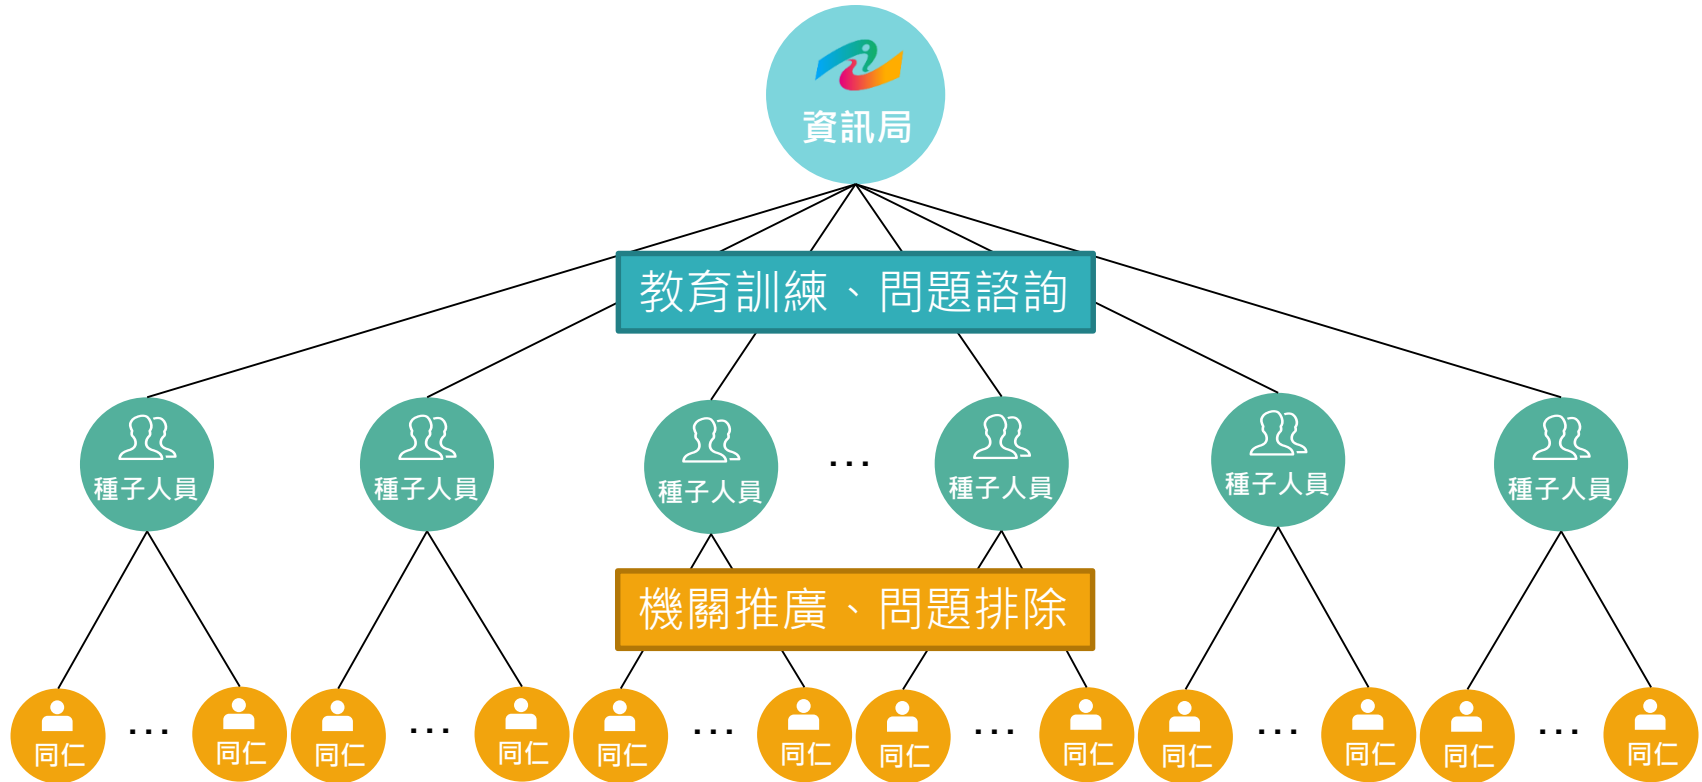 資訊局
教育訓練、問題諮詢
種子人員
種子人員
種子人員
...
種子人員
種子人員
種子人員
機關推廣、問題排除
同仁
...
同仁
同仁
...
同仁
同仁
...
同仁
同仁
...
同仁
同仁
...
同仁
同仁
...
同仁